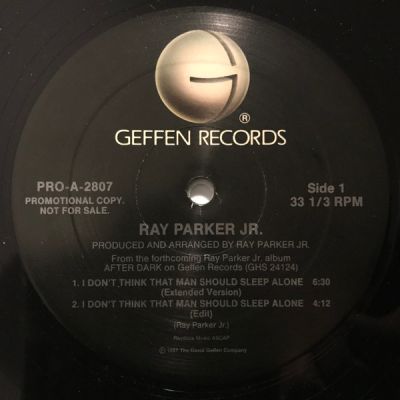 ®
GEFFEN RECORDS
PRO-A-2807
PROMOTIONAL COPY.
NOT FOR SALE.
Side 1
33 1/3 RPM
RAY PARKER JR.
PRODUCED AND ARRANGED BY RAY PARKER JR.
From the forthcoming Ray Parker Jr. album
AFTER DARK on Geffen Records (GHS 24124)
1. I DON'T THINK THAT MAN SHOULD SLEEP ALONE 6:30
(Extended Version)
2. I DON'T THINK THAT MAN SHOULD SLEEP ALONE 4:12
(Edit)
(Ray Parker Jr.)
Raydiola Music ASCAP
1987 The David Geffen Company